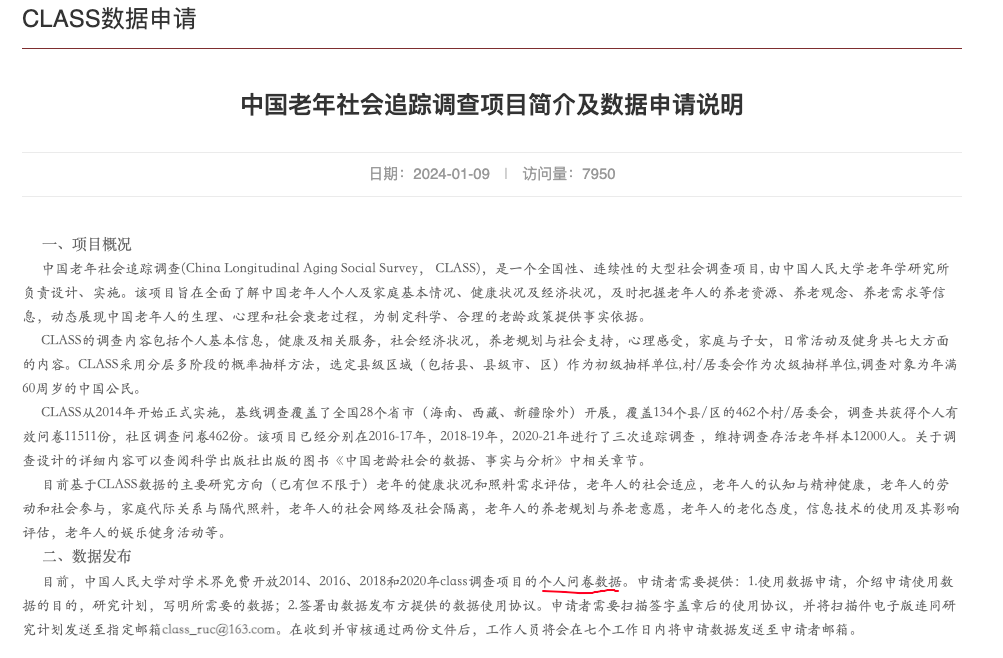 CLASS数据申请
中国老年社会追踪调查项目简介及数据申请说明
日期：2024-01-09 | 访问量：7950
一、项目概况
中国老年社会追踪调查(China Longitudinal Aging Social Survey， CLASS)，是一个全国性、连续性的大型社会调查项目,由中国人民大学老年学研究所
负责设计、实施。该项目旨在全面了解中国老年人个人及家庭基本情况、健康状况及经济状况，及时把握老年人的养老资源、养老观念、养老需求等信
息，动态展现中国老年人的生理、心理和社会衰老过程，为制定科学、合理的老龄政策提供事实依据。
CLASS的调查内容包括个人基本信息，健康及相关服务，社会经济状况，养老规划与社会支持，心理感受，家庭与子女，日常活动及健身共七大方面
的内容。CLASS采用分层多阶段的概率抽样方法，选定县级区域（包括县、县级市、区）作为初级抽样单位,村/居委会作为次级抽样单位,调查对象为年满
60周岁的中国公民。
CLASS从2014年开始正式实施，基线调查覆盖了全国28个省市（海南、西藏、新疆除外）开展，覆盖134个县/区的462个村/居委会，调查共获得个人有
效问卷11511份，社区调查问卷462份。该项目已经分别在2016-17年，2018-19年，2020-21年进行了三次追踪调查 ，维持调查存活老年样本12000人。关于调
查设计的详细内容可以查阅科学出版社出版的图书《中国老龄社会的数据、事实与分析》中相关章节。
目前基于CLASS数据的主要研究方向（已有但不限于）老年的健康状况和照料需求评估，老年人的社会适应，老年人的认知与精神健康，老年人的劳
动和社会参与，家庭代际关系与隔代照料，老年人的社会网络及社会隔离，老年人的养老规划与养老意愿，老年人的老化态度，信息技术的使用及其影响
评估，老年人的娱乐健身活动等。
二、数据发布
目前，中国人民大学对学术界免费开放2014、2016、2018和2020年class调查项目的个人问卷数据。申请者需要提供：1.使用数据申请，介绍申请使用数
据的目的，研究计划，写明所需要的数据；2.签署由数据发布方提供的数据使用协议。申请者需要扫描签字盖章后的使用协议，并将扫描件电子版连同研
究计划发送至指定邮箱class_ruc@163.com。在收到并审核通过两份文件后，工作人员将会在七个工作日内将申请数据发送至申请者邮箱。